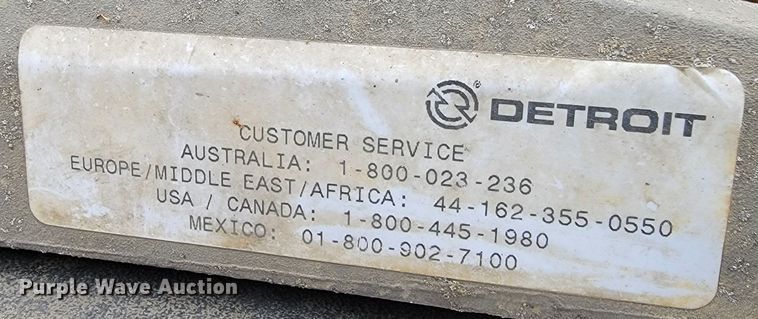 ® DETROIT
CUSTOMER SERVICE
AUSTRALIA: 1-800-023-236
EUROPE/MIDDLE EAST/AFRICA: 44-162-355-0550
USA / CANADA: 1-800-445-1980
MEXICO: 01-800-902-7100
Purple Wave Auction